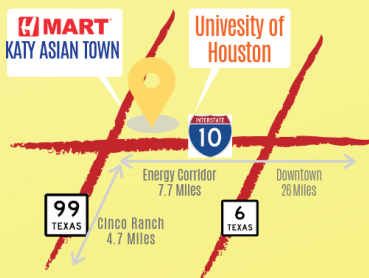 H MART
KATY ASIAN TOWN
Univesity of
Houston
INTERSTATE
10
Energy Corridor
7.7 Miles
Downtown
26 Miles
99
TEXAS
6
TEXAS
Cinco Ranch
4.7 Miles